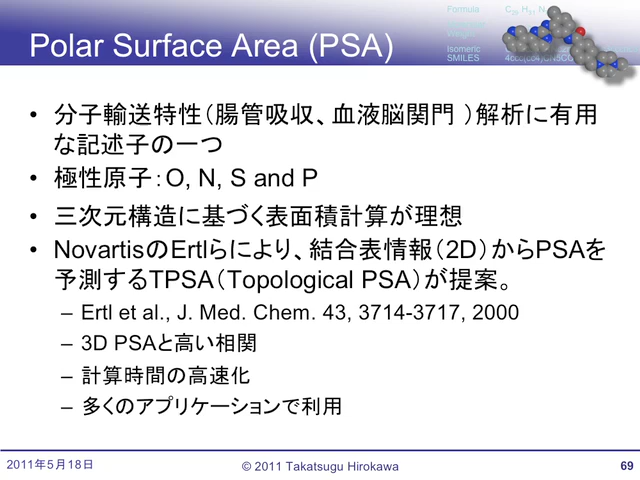 Formula
Isomeric
SMILES
Polar Surface Area (PSA)
• 分子輸送特性（腸管吸収、血液脳関門 ）解析に有用
な記述子の一つ
• 極性原子：O, N, S and P
• 三次元構造に基づく表面積計算が理想
• NovartisのErtlらにより、結合表情報（2D）からPSAを
予測するTPSA（Topological PSA）が提案。
– Ertl et al., J. Med. Chem. 43, 3714-3717, 2000
– 3D PSAと高い相関
– 計算時間の高速化
– 多くのアプリケーションで利用
2011年5月18日
© 2011 Takatsugu Hirokawa
69